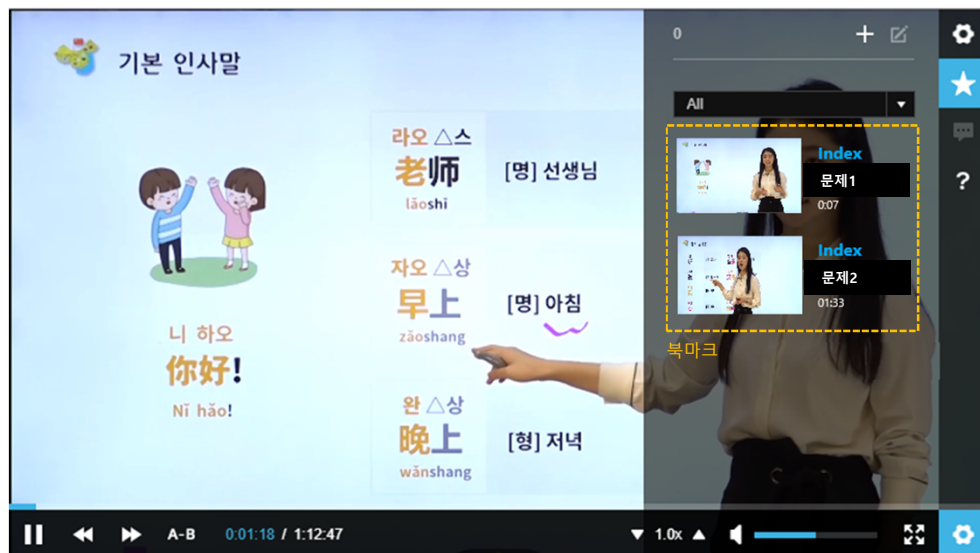 기본 인사말
니 하오
你好!
Nǐ hǎo!
라오 △스
老师
lǎoshī
[명] 선생님
자오 △상
早上
zǎoshang
[명] 아침
완 △상
晚上
wǎnshang
[형] 저녁
0
All
Index
문제1
0:07
Index
문제2
01:33
북마크
?
A-B
0:01:18 / 1:12:47
1.0x